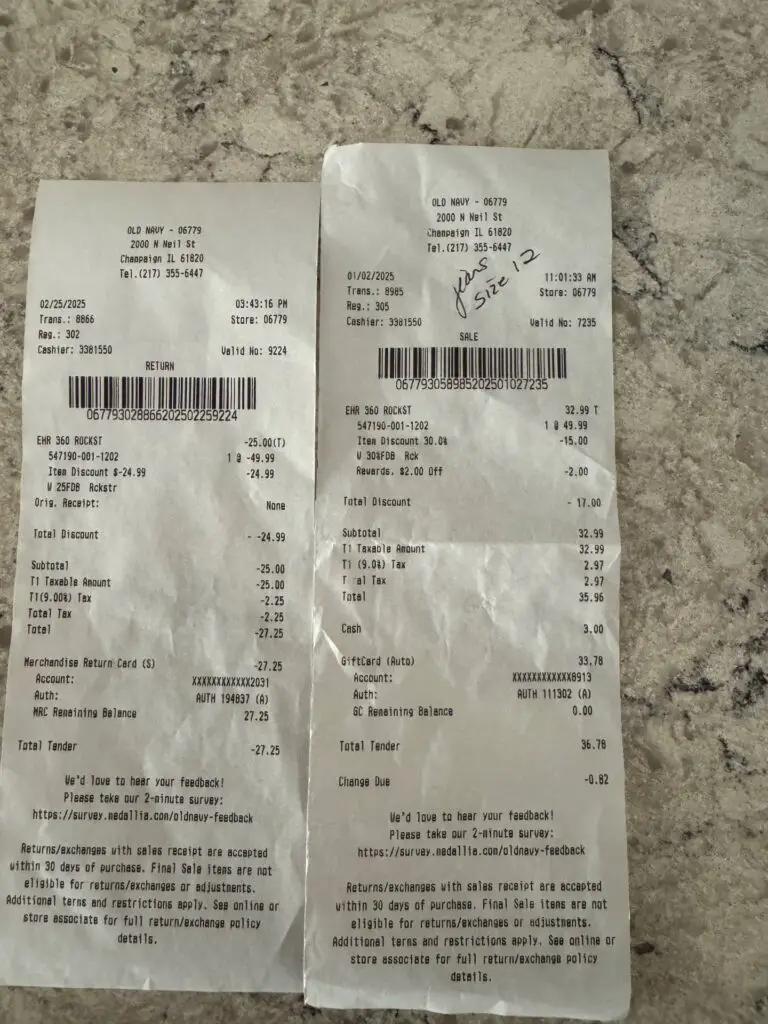 OLD NAVY - 06779
2000 N Neil St
Champaign IL 61820
Tel.(217) 355-6447
02/25/2025 03:43:16 PM
Trans.: 8866 Store: 06779
Reg.: 302
Cashier: 3381550 Valid No: 9224
RETURN
067793028866202502259224
EHR 360 ROCKST -25.00(T)
547190-001-1202 1 @ -49.99
Item Discount $-24.99 -24.99
W 25FDB Rckstr
Orig. Receipt: None
Total Discount - -24.99
Subtotal -25.00
T1 Taxable Amount -25.00
T1(9.00%) Tax -2.25
Total Tax -2.25
Total -27.25
Merchandise Return Card (S) -27.25
Account: XXXXXXXXXXXX2031
Auth: AUTH 194837 (A)
MRC Remaining Balance 27.25
Total Tender -27.25
We'd love to hear your feedback!
Please take our 2-minute survey:
https://survey.medallia.com/oldnavy-feedback
Returns/exchanges with sales receipt are accepted
within 30 days of purchase. Final Sale items are not
eligible for returns/exchanges or adjustments.
Additional terms and restrictions apply. See online or
store associate for full return/exchange policy
details.
OLD NAVY - 06779
2000 N Neil St
Champaign IL 61820
Tel.(217) 355-6447
jeans
size 12
01/02/2025 11:01:33 AM
Trans.: 8985 Store: 06779
Reg.: 305
Cashier: 3381550 Valid No: 7235
SALE
067793058985202501027235
EHR 360 ROCKST 32.99 T
547190-001-1202 1 @ 49.99
Item Discount 30.0% -15.00
W 30%FDB Rck
Rewards. $2.00 Off -2.00
Total Discount - 17.00
Subtotal 32.99
T1 Taxable Amount 32.99
T1 (9.0%) Tax 2.97
T al Tax 2.97
Total 35.96
Cash 3.00
GiftCard (Auto) 33.78
Account: XXXXXXXXXXXX8913
Auth: AUTH 111302 (A)
GC Remaining Balance 0.00
Total Tender 36.78
Change Due -0.82
We'd love to hear your feedback!
Please take our 2-minute survey:
https://survey.medallia.com/oldnavy-feedback
Returns/exchanges with sales receipt are accepted
within 30 days of purchase. Final Sale items are not
eligible for returns/exchanges or adjustments.
Additional terms and restrictions apply. See online or
store associate for full return/exchange policy
details.